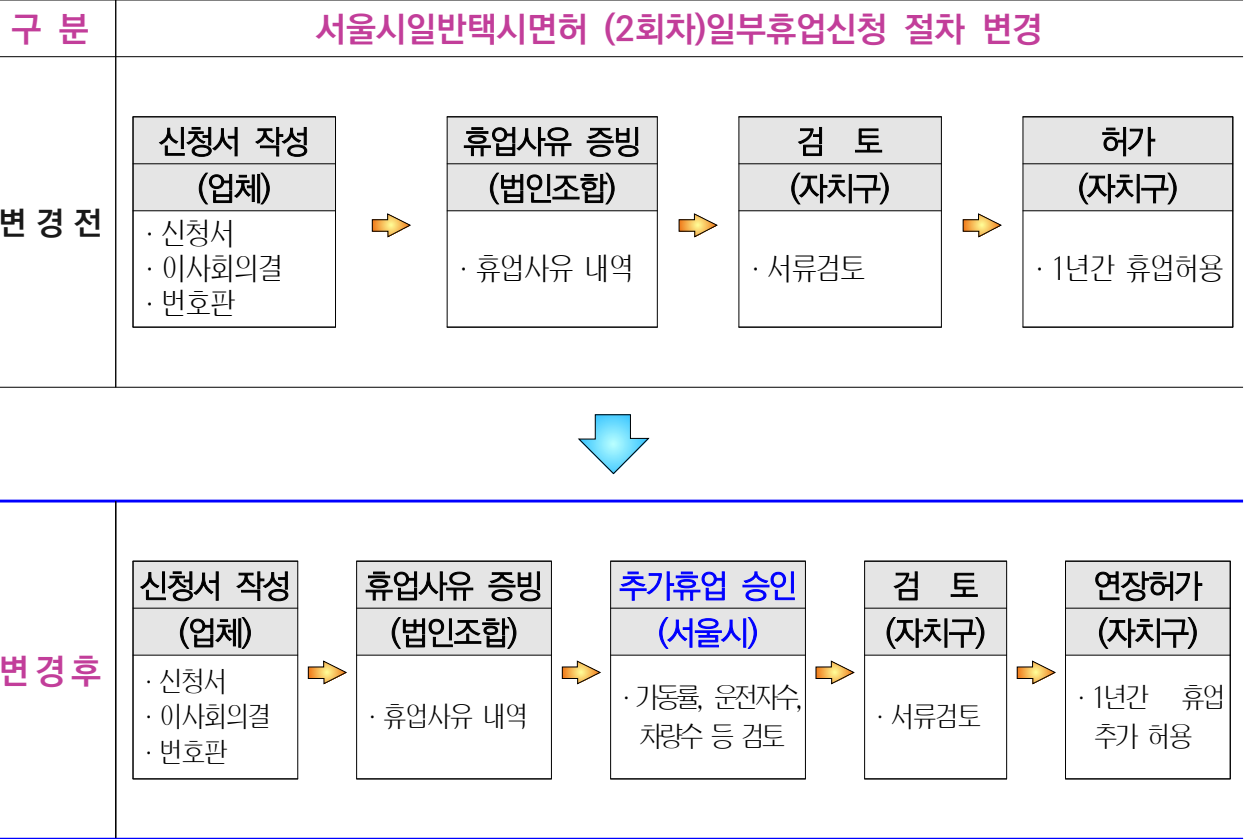 구 분
서울시일반택시면허 (2회차)일부휴업신청 절차 변경
변 경 전
신청서 작성
(업체)
· 신청서
· 이사회의결
· 번호판
휴업사유 증빙
(법인조합)
· 휴업사유 내역
검 토
(자치구)
· 서류검토
허가
(자치구)
· 1년간 휴업허용
변 경 후
신청서 작성
(업체)
· 신청서
· 이사회의결
· 번호판
휴업사유 증빙
(법인조합)
· 휴업사유 내역
추가휴업 승인
(서울시)
· 가동률, 운전자수,
차량수 등 검토
검 토
(자치구)
· 서류검토
연장허가
(자치구)
· 1년간 휴업
추가 허용